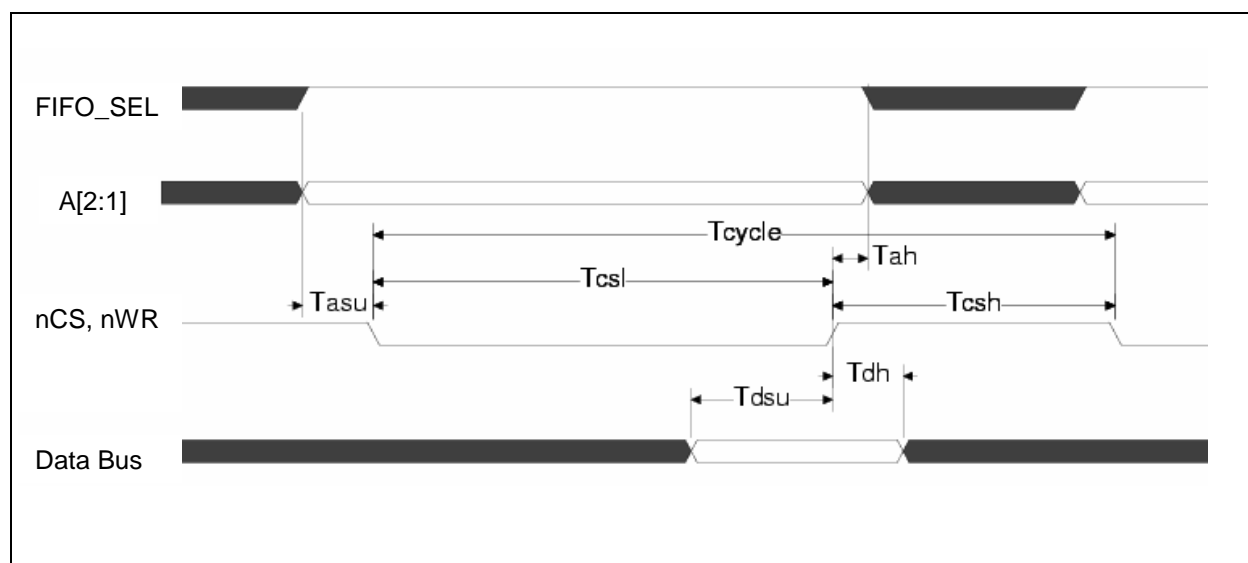 FIFO_SEL
A[2:1]
Tcycle
Tah
Tcsl
Tasu
Tcsh
nCS, nWR
Tdh
Tdsu
Data Bus